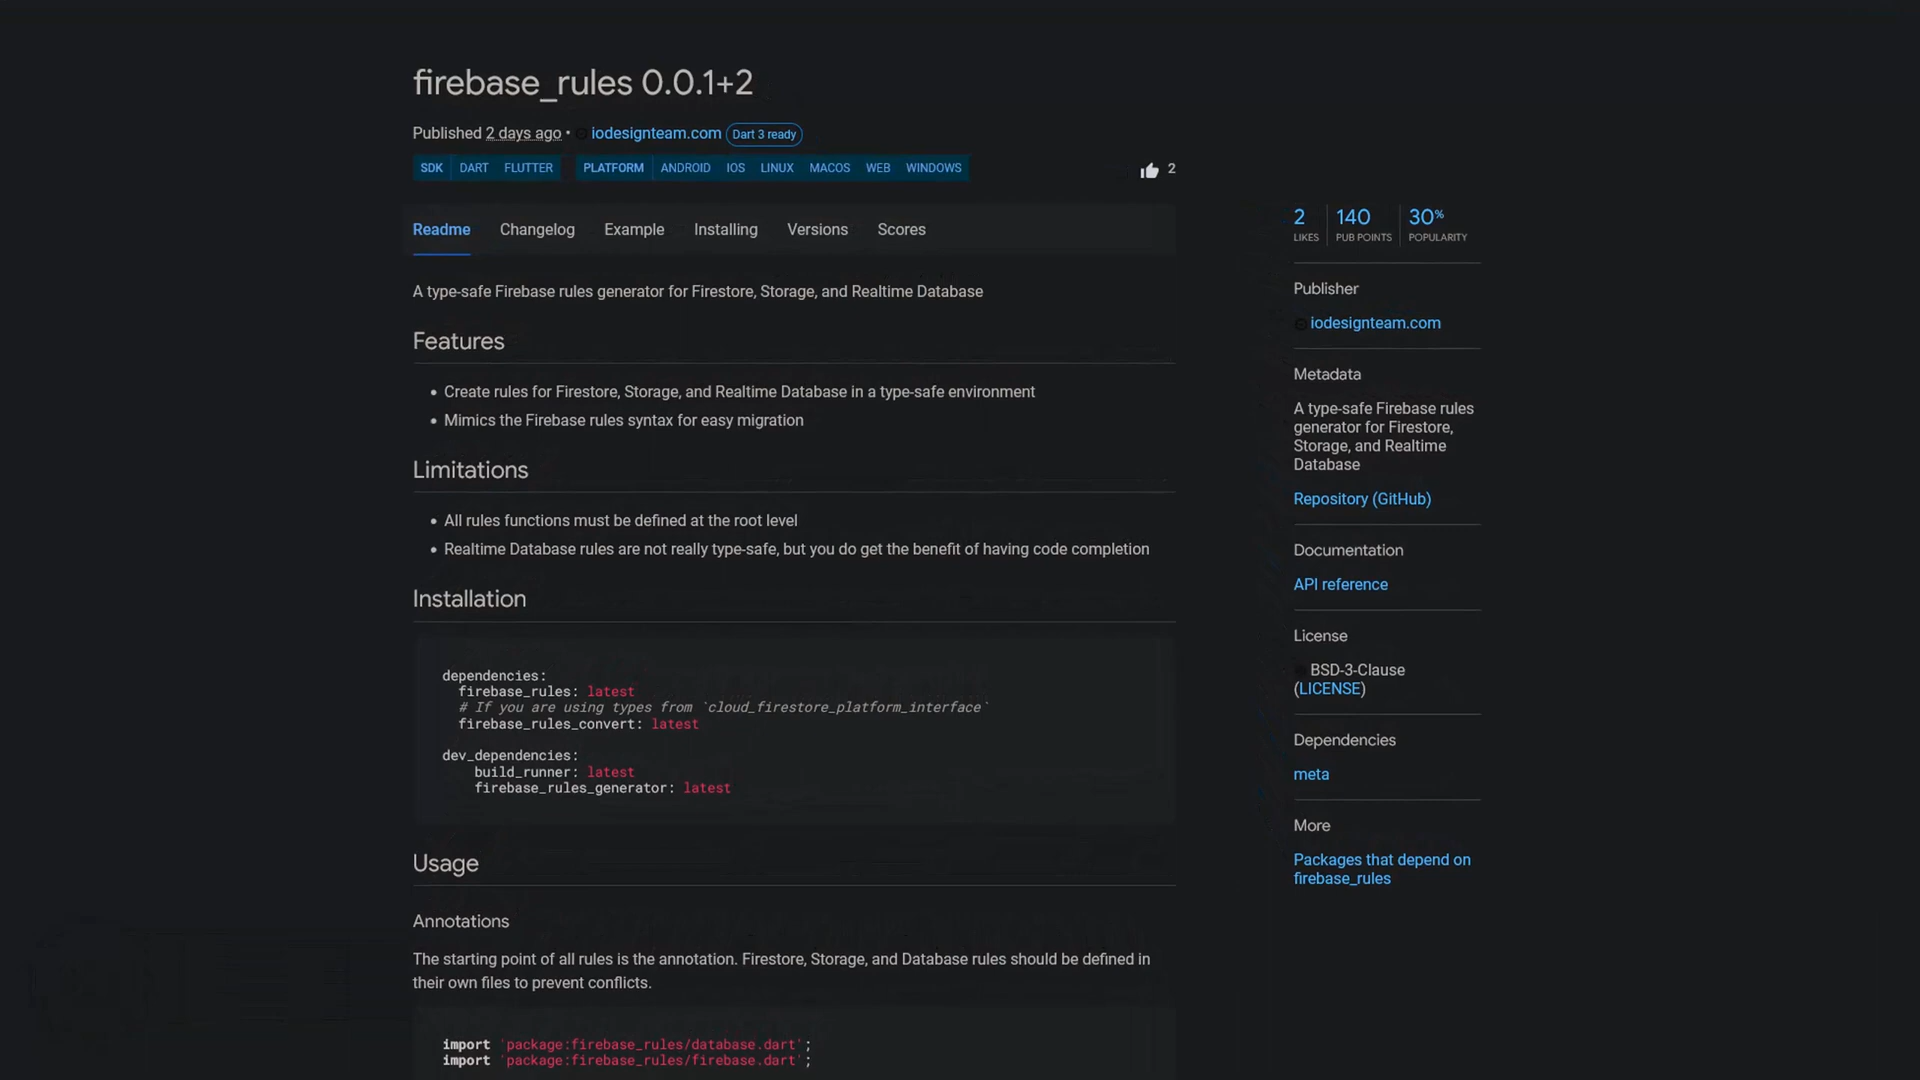 firebase_rules 0.0.1+2
Published 2 days ago • iodesignteam.com Dart 3 ready
SDK DART FLUTTER PLATFORM ANDROID IOS LINUX MACOS WEB WINDOWS
2
Readme Changelog Example Installing Versions Scores
A type-safe Firebase rules generator for Firestore, Storage, and Realtime Database
Features
• Create rules for Firestore, Storage, and Realtime Database in a type-safe environment
• Mimics the Firebase rules syntax for easy migration
Limitations
• All rules functions must be defined at the root level
• Realtime Database rules are not really type-safe, but you do get the benefit of having code completion
Installation
dependencies:
firebase_rules: latest
# If you are using types from `cloud_firestore_platform_interface`
firebase_rules_convert: latest
dev_dependencies:
build_runner: latest
firebase_rules_generator: latest
Usage
Annotations
The starting point of all rules is the annotation. Firestore, Storage, and Database rules should be defined in
their own files to prevent conflicts.
import 'package:firebase_rules/database.dart';
import 'package:firebase_rules/firebase.dart';
2 140 30%
LIKES PUB POINTS POPULARITY
Publisher
iodesignteam.com
Metadata
A type-safe Firebase rules
generator for Firestore,
Storage, and Realtime
Database
Repository (GitHub)
Documentation
API reference
License
BSD-3-Clause
(LICENSE)
Dependencies
meta
More
Packages that depend on
firebase_rules